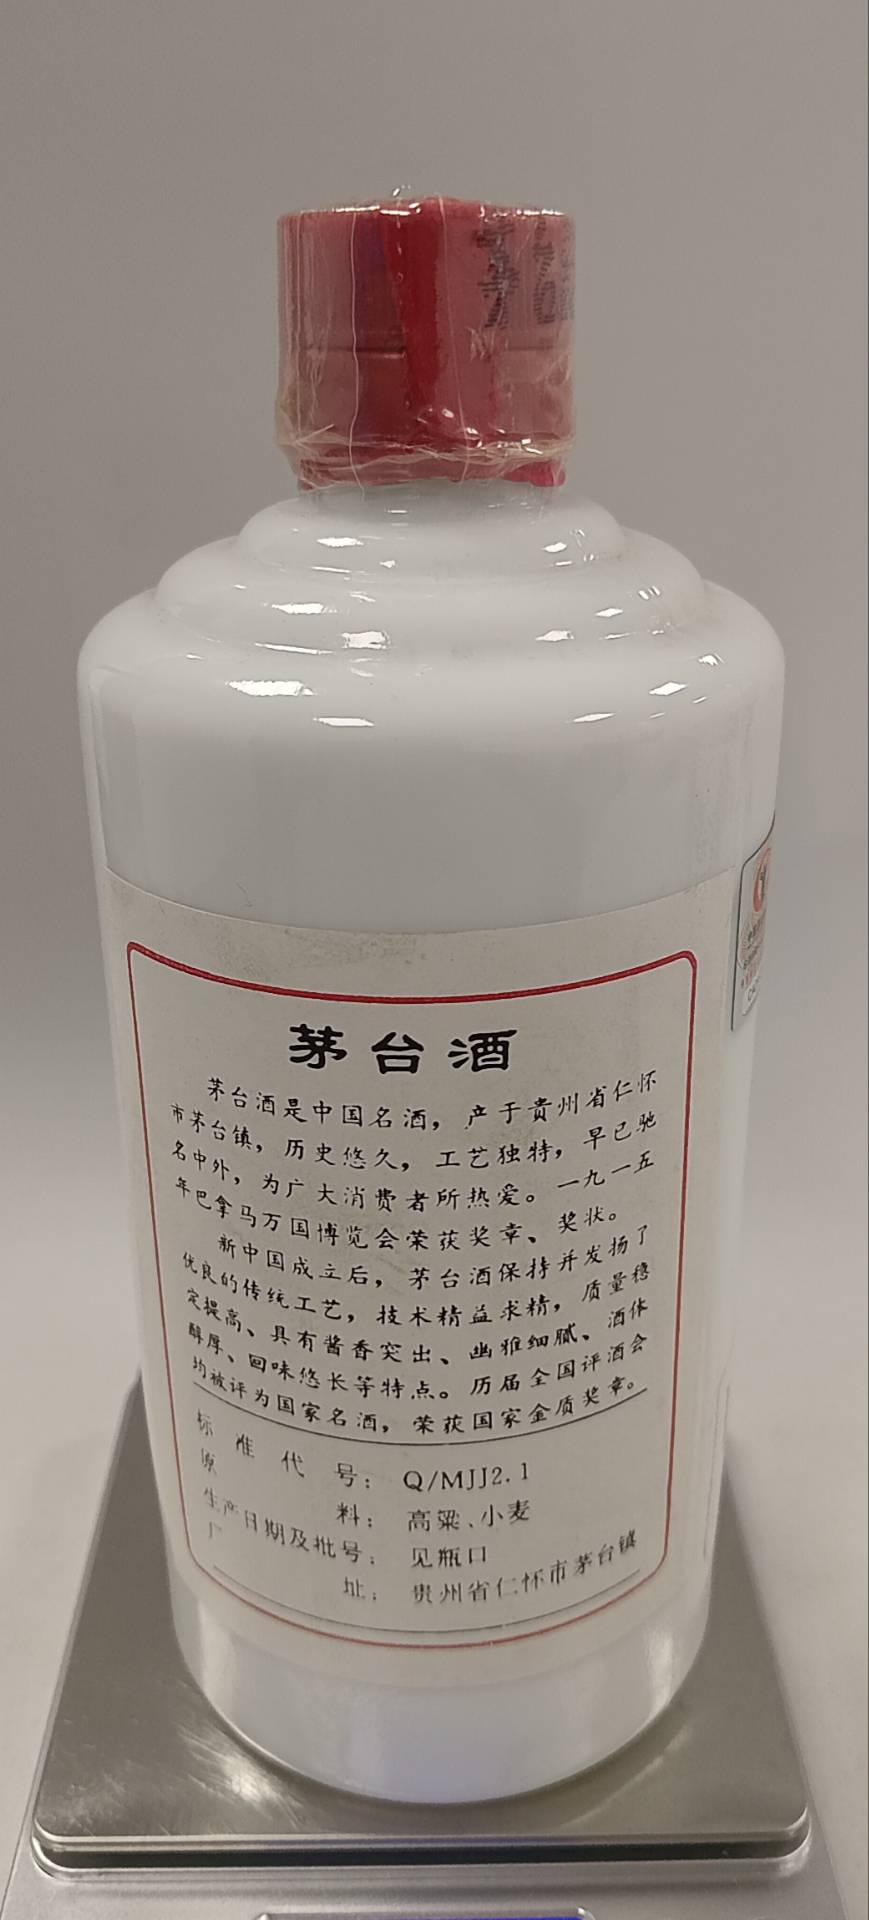 茅台酒
茅台酒是中国名酒，产于贵州省仁怀
市茅台镇，历史悠久，工艺独特，早已驰
名中外，为广大消费者所热爱。一九一五
年巴拿马万国博览会荣获奖章、奖状。
新中国成立后，茅台酒保持并发扬了
优良的传统工艺，技术精益求精，质量稳
定提高、具有酱香突出、幽雅细腻、酒体
醇厚、回味悠长等特点。历届全国评酒会
均被评为国家名酒，荣获国家金质奖章。
标准代号：Q/MJJ2.1
原料：高粱、小麦
生产日期及批号：见瓶口
厂址：贵州省仁怀市茅台镇